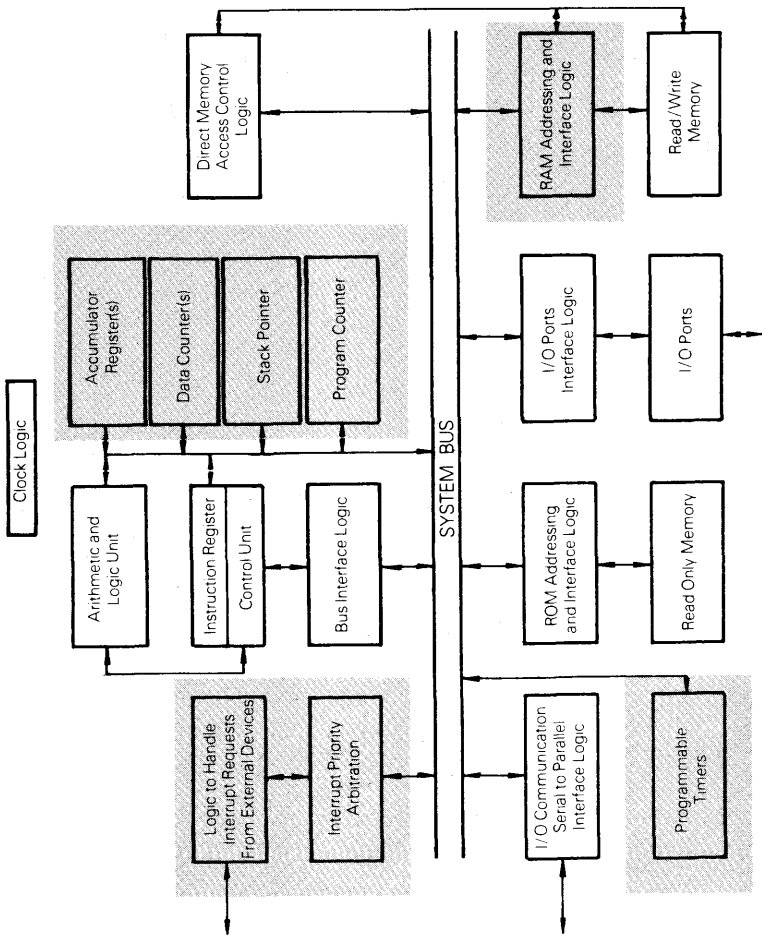 Clock Logic
Logic to Handle
Interrupt Requests
From External Devices
Interrupt Priority
Arbitration
Arithmetic and
Logic Unit
Instruction Register
Control Unit
Bus Interface Logic
Accumulator
Register(s)
Data Counter(s)
Stack Pointer
Program Counter
Direct Memory
Access Control
Logic
SYSTEM BUS
I/O Communication
Serial to Parallel
Interface Logic
Programmable
Timers
ROM Addressing
and Interface Logic
Read Only Memory
I/O Ports
Interface Logic
I/O Ports
RAM Addressing and
Interface Logic
Read/Write
Memory